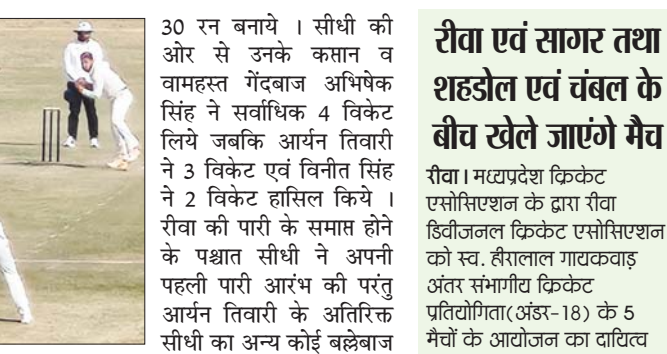 30 रन बनाये । सीधी की
ओर से उनके कप्तान व
वामहस्त गेंदबाज अभिषेक
सिंह ने सर्वाधिक 4 विकेट
लिये जबकि आर्यन तिवारी
ने 3 विकेट एवं विनीत सिंह
ने 2 विकेट हासिल किये ।
रीवा की पारी के समाप्त होने
के पश्चात सीधी ने अपनी
पहली पारी आरंभ की परंतु
आर्यन तिवारी के अतिरिक्त
सीधी का अन्य कोई बल्लेबाज
रीवा एवं सागर तथा
शहडोल एवं चंबल के
बीच खेले जाएंगे मैच
रीवा। मध्यप्रदेश क्रिकेट
एसोसिएशन के द्वारा रीवा
डिवीजनल क्रिकेट एसोसिएशन
को स्व. हीरालाल गायकवाड़
अंतर संभागीय क्रिकेट
प्रतियोगिता(अंडर-18) के 5
मैचों के आयोजन का दायित्व